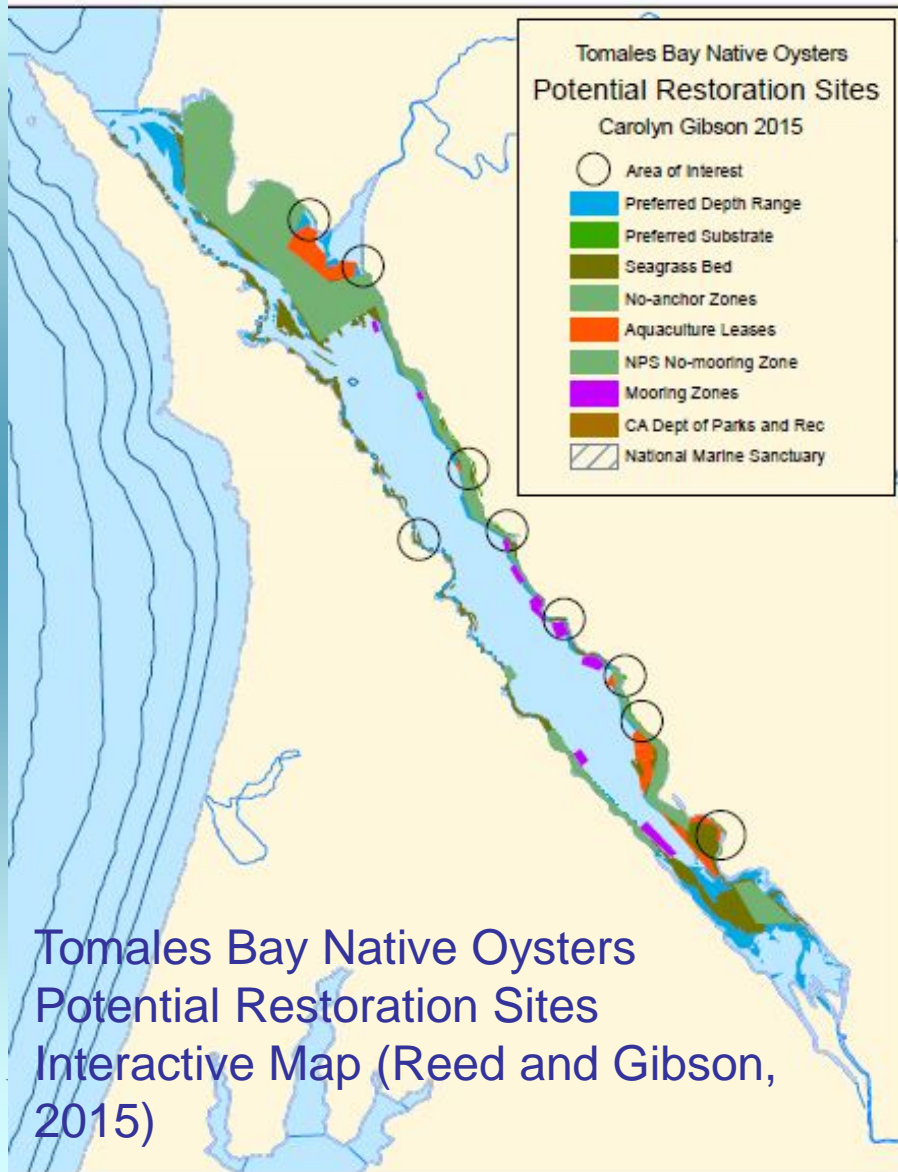 Tomales Bay Native Oysters
Potential Restoration Sites
Carolyn Gibson 2015
Area of Interest
Preferred Depth Range
Preferred Substrate
Seagrass Bed
No-anchor Zones
Aquaculture Leases
NPS No-mooring Zone
Mooring Zones
CA Dept of Parks and Rec
National Marine Sanctuary
Tomales Bay Native Oysters
Potential Restoration Sites
Interactive Map (Reed and Gibson,
2015)